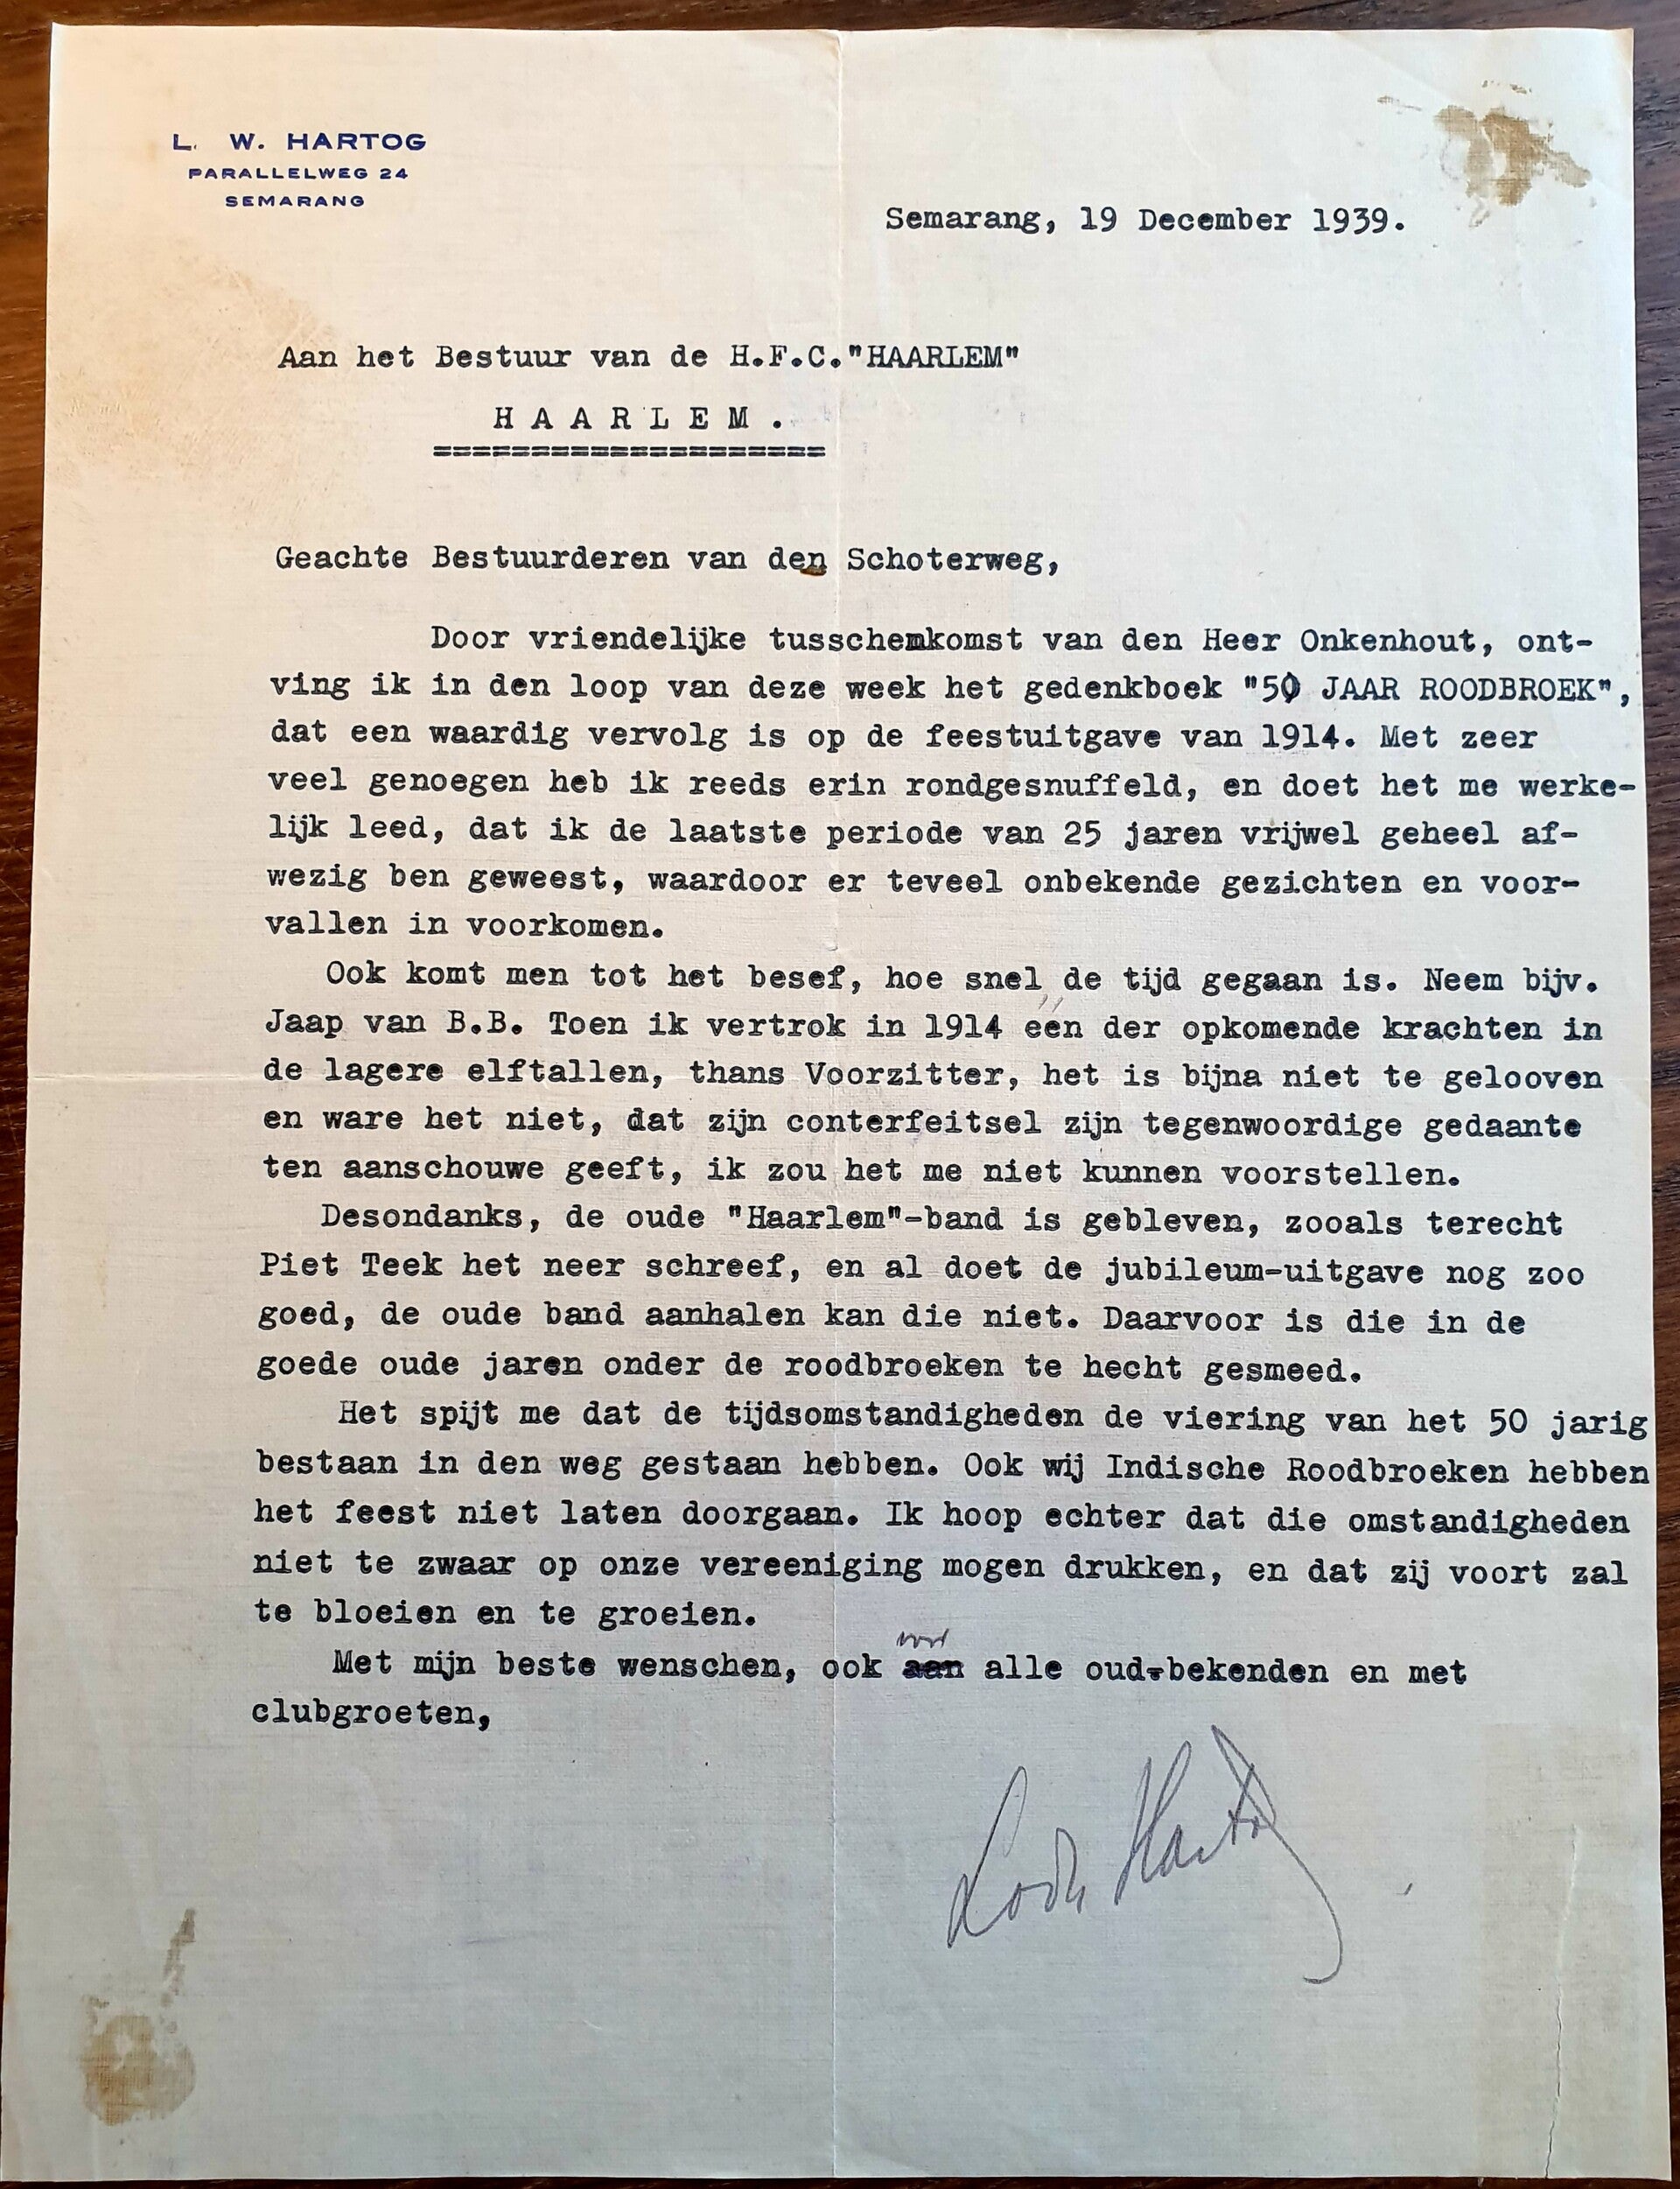 L. W. HARTOG
PARALLELWEG 24
SEMARANG
Semarang, 19 December 1939.
Aan het Bestuur van de H.F.C."HAARLEM"
H A A R L E M .
====================
Geachte Bestuurderen van den Schoterweg,
Door vriendelijke tusschenkomst van den Heer Onkenhout, ont-
ving ik in den loop van deze week het gedenkboek "50 JAAR ROODBROEK",
dat een waardig vervolg is op de feestuitgave van 1914. Met zeer
veel genoegen heb ik reeds erin rondgesnuffeld, en doet het me werke-
lijk leed, dat ik de laatste periode van 25 jaren vrijwel geheel af-
wezig ben geweest, waardoor er teveel onbekende gezichten en voor-
vallen in voorkomen.
Ook komt men tot het besef, hoe snel de tijd gegaan is. Neem bijv.
Jaap van B.B. Toen ik vertrok in 1914 één der opkomende krachten in
de lagere elftallen, thans Voorzitter, het is bijna niet te gelooven
en ware het niet, dat zijn conterfeitsel zijn tegenwoordige gedaante
ten aanschouwe geeft, ik zou het me niet kunnen voorstellen.
Desondanks, de oude "Haarlem"-band is gebleven, zooals terecht
Piet Teek het neer schreef, en al doet de jubileum-uitgave nog zoo
goed, de oude band aanhalen kan die niet. Daarvoor is die in de
goede oude jaren onder de roodbroeken te hecht gesmeed.
Het spijt me dat de tijdsomstandigheden de viering van het 50 jarig
bestaan in den weg gestaan hebben. Ook wij Indische Roodbroeken hebben
het feest niet laten doorgaan. Ik hoop echter dat die omstandigheden
niet te zwaar op onze vereeniging mogen drukken, en dat zij voort zal
te bloeien en te groeien.
voor
Met mijn beste wenschen, ook aan alle oud-bekenden en met
clubgroeten,
Lode Hartog